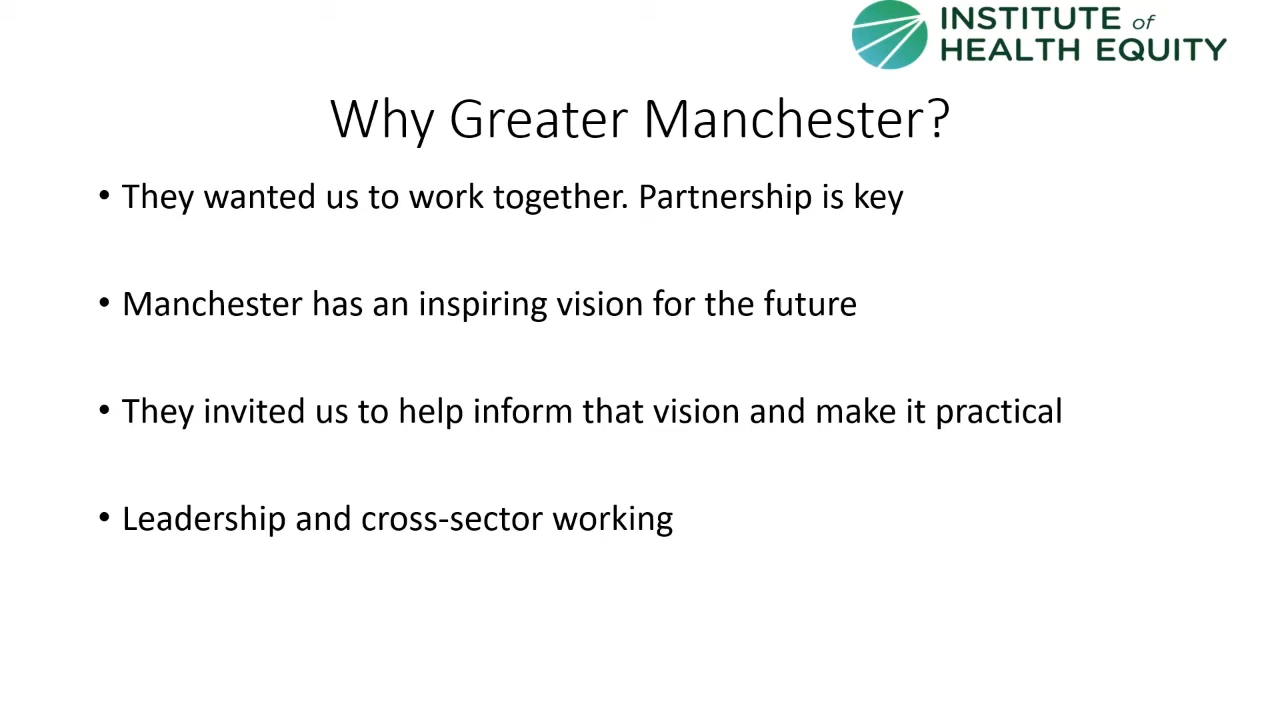 INSTITUTE of
HEALTH EQUITY
Why Greater Manchester?
• They wanted us to work together. Partnership is key
• Manchester has an inspiring vision for the future
• They invited us to help inform that vision and make it practical
• Leadership and cross-sector working